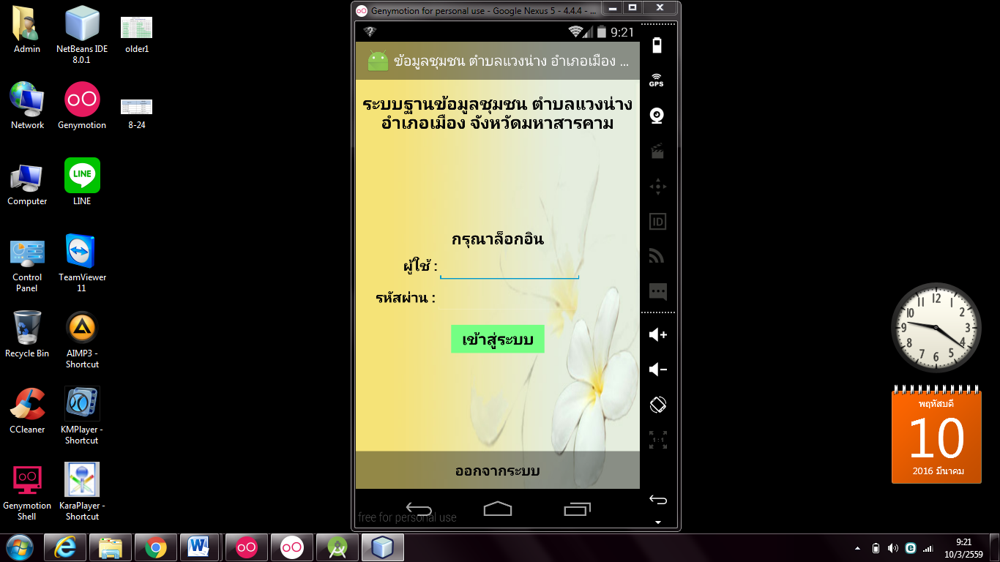 Admin
NetBeans IDE
8.0.1
older1
Network
Genymotion
8-24
Computer
LINE
LINE
Control
Panel
TeamViewer
11
Recycle Bin
AIMP3 -
Shortcut
CCleaner
KMPlayer -
Shortcut
Genymotion
Shell
KaraPlayer -
Shortcut
Genymotion for personal use - Google Nexus 5 - 4.4.4 - ...
9:21
ข้อมูลชุมชน ตำบลแวงน่าง อำเภอเมือง ...
ระบบฐานข้อมูลชุมชน ตำบลแวงน่าง
อำเภอเมือง จังหวัดมหาสารคาม
กรุณาล็อกอิน
ผู้ใช้ :
รหัสผ่าน :
เข้าสู่ระบบ
ออกจากระบบ
free for personal use
GPS
ID
1:1
12
11
1
10
2
9
3
8
4
7
5
6
พฤหัสบดี
10
2016 มีนาคม
9:21
10/3/2559